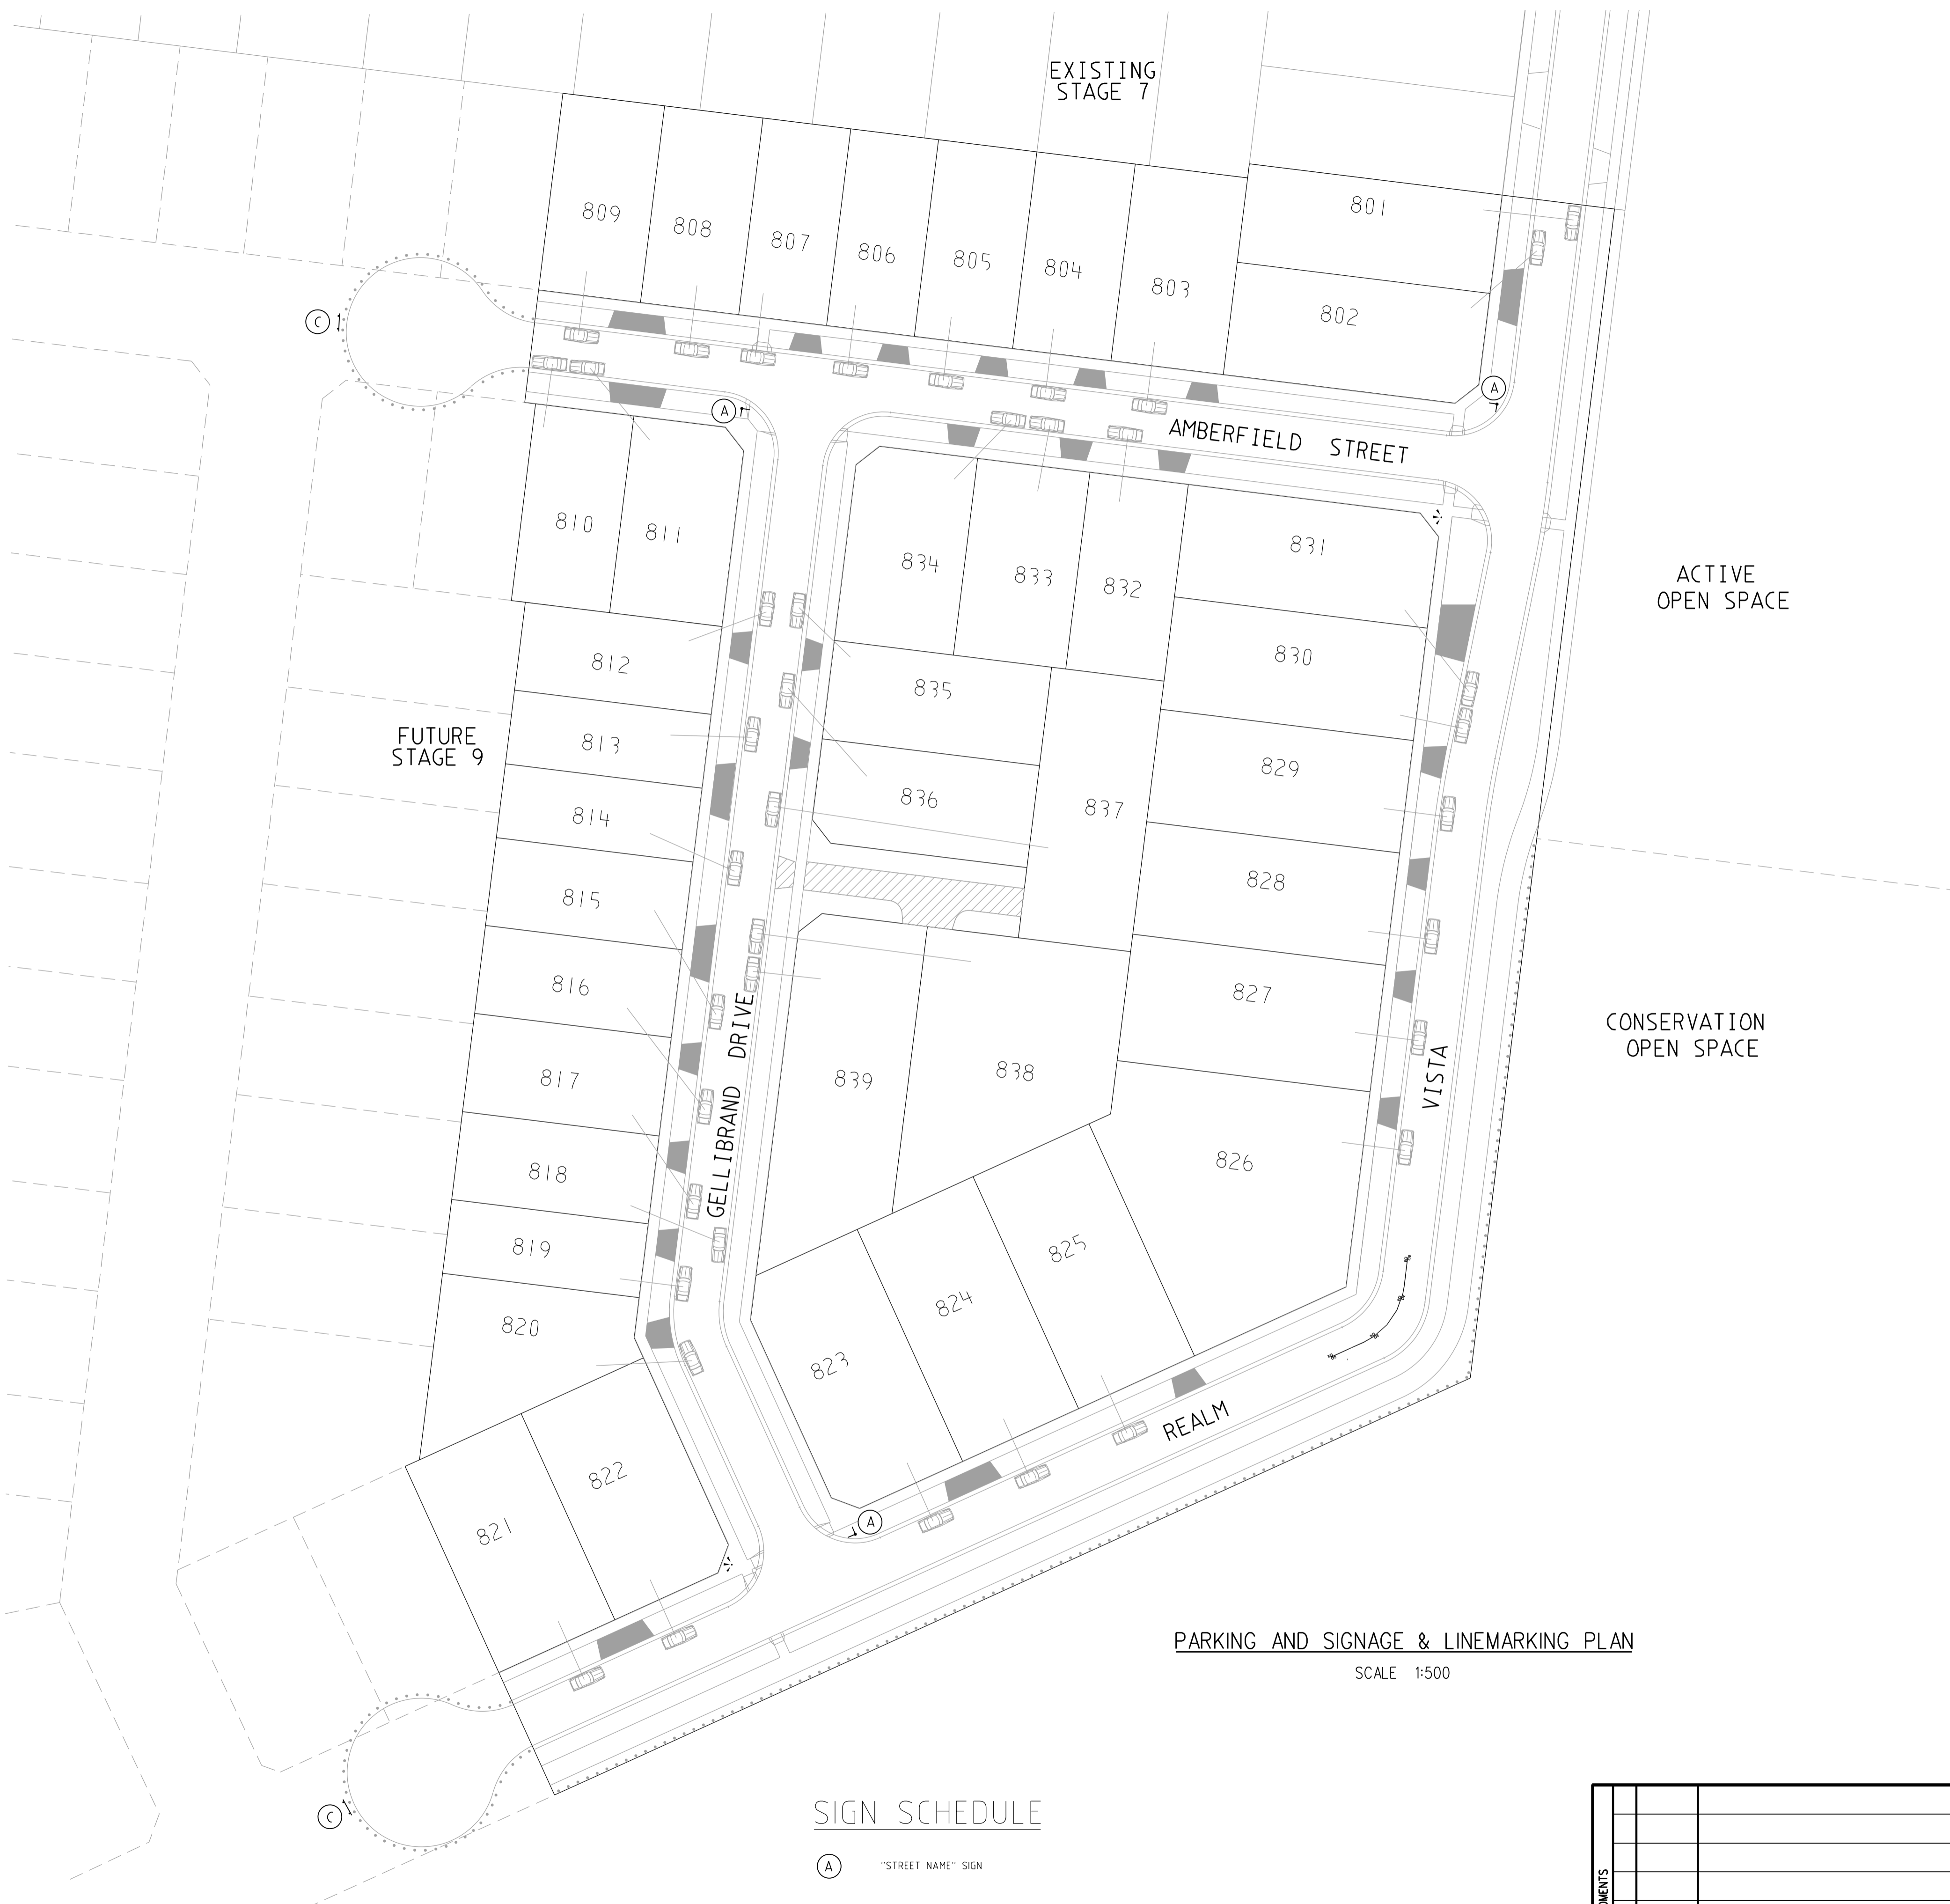 EXISTING
STAGE 7
801
809
808
807
806
805
804
803
802
C
A
A
AMBERFIELD STREET
810
811
834
833
832
831
ACTIVE
OPEN SPACE
812
835
830
FUTURE
STAGE 9
813
836
837
829
814
815
828
816
827
CONSERVATION
OPEN SPACE
GELLIBRAND DRIVE
817
839
838
VISTA
818
826
819
825
820
824
823
REALM
822
821
A
PARKING AND SIGNAGE & LINEMARKING PLAN
SCALE 1:500
C
SIGN SCHEDULE
A "STREET NAME" SIGN